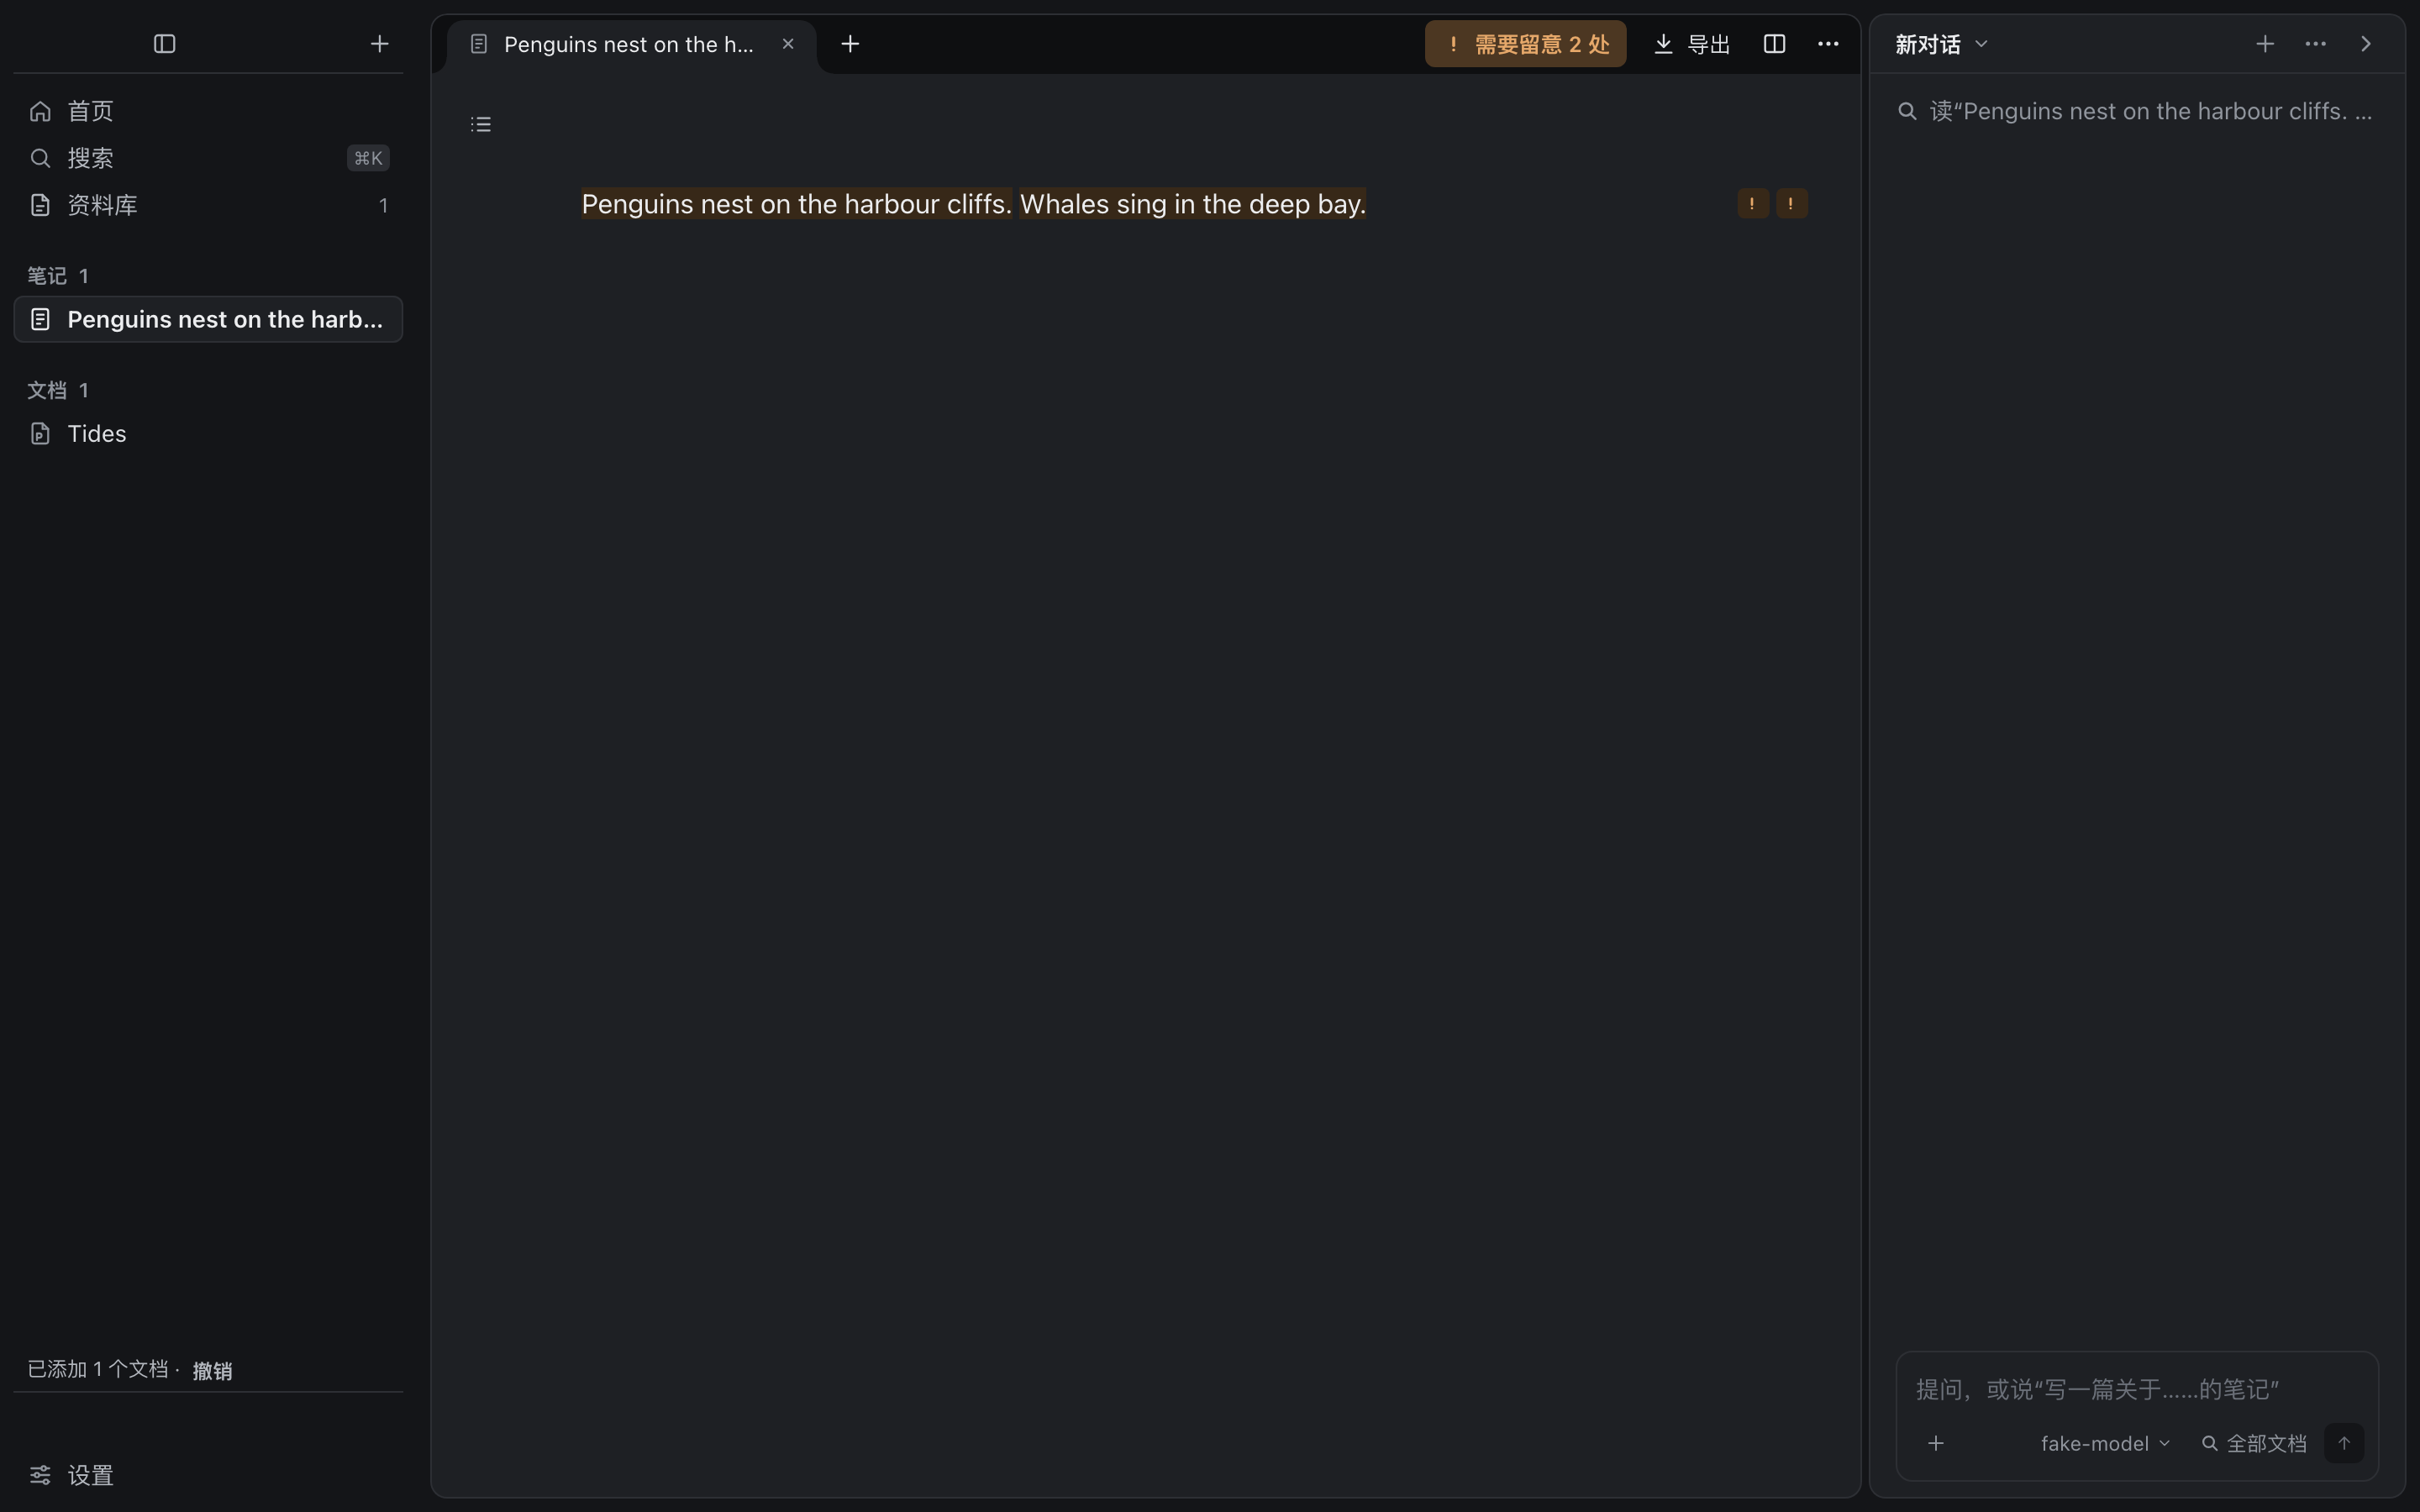 首页
搜索 ⌘K
资料库 1
笔记 1
Penguins nest on the harb...
文档 1
Tides
已添加 1 个文档 · 撤销
设置
Penguins nest on the h...
! 需要留意 2 处
导出
Penguins nest on the harbour cliffs. Whales sing in the deep bay.
! !
新对话
读“Penguins nest on the harbour cliffs. ...
提问，或说“写一篇关于……的笔记”
fake-model 全部文档